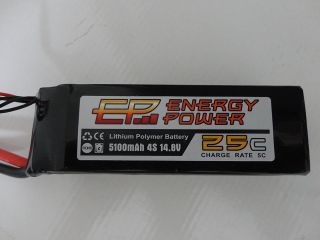 EP ENERGY
POWER
Lithium Polymer Battery
5100mAh 4S 14.8V
25C
CHARGE RATE 5C